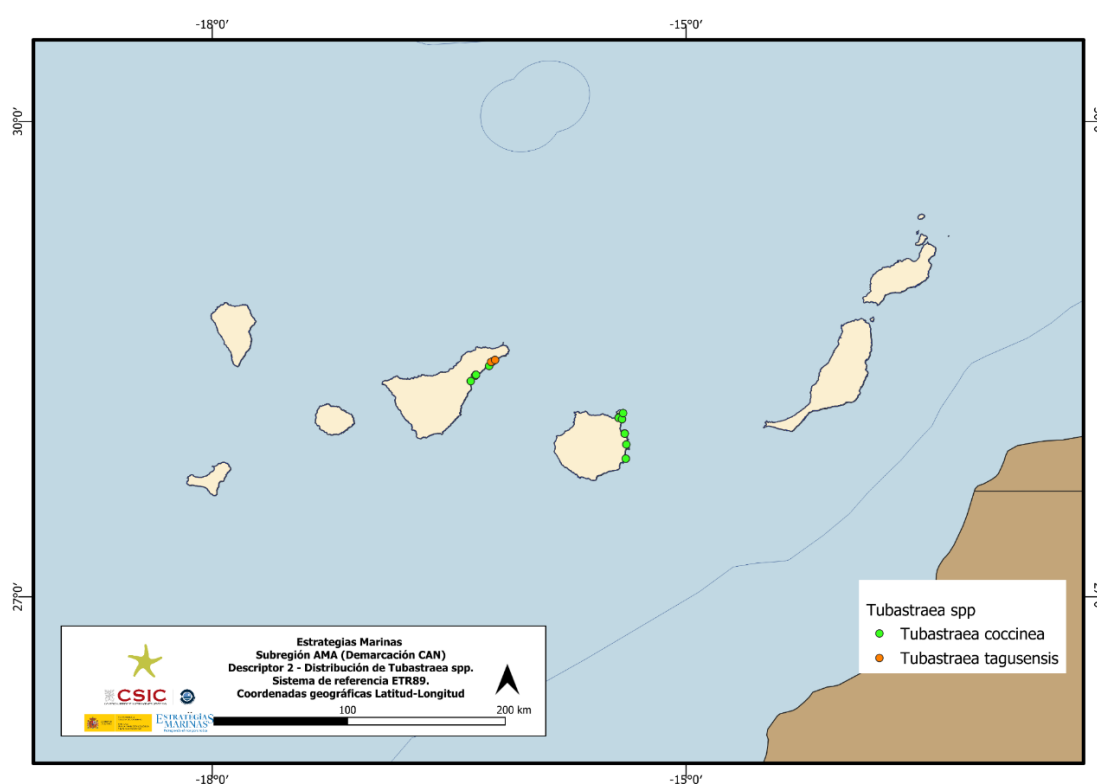 -18°0′
-15°0′
30°0′
27°0′
Tubastraea spp
Tubastraea coccinea
Tubastraea tagusensis
Estrategias Marinas
Subregión AMA (Demarcación CAN)
Descriptor 2 - Distribución de Tubastraea spp.
Sistema de referencia ETR89.
Coordenadas geográficas Latitud-Longitud
CSIC
ESTRATEGIAS
MARINAS
100
200 km
-18°0′
-15°0′